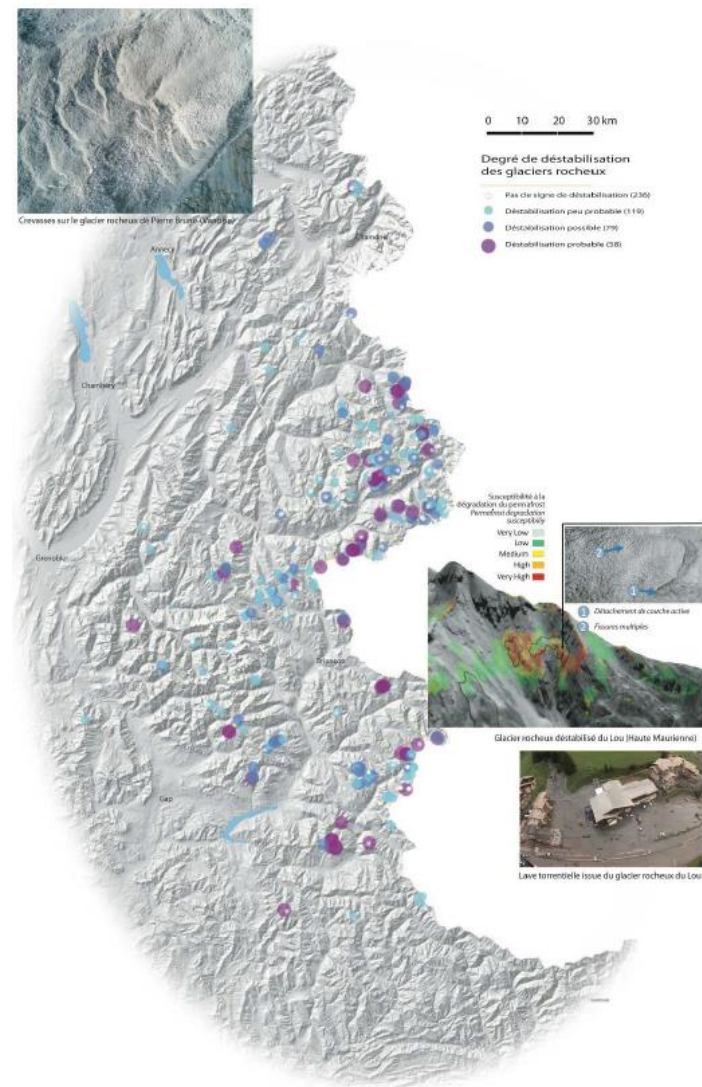 Crevasses sur le glacier rocheux de Pierre Brune (Vanoise)
0 10 20 30 km
Degré de déstabilisation
des glaciers rocheux
Pas de signe de déstabilisation (236)
Déstabilisation peu probable (119)
Déstabilisation possible (79)
Déstabilisation probable (58)
Annecy
Chambéry
Grenoble
Briançon
Gap
Susceptibilité à la
dégradation du permafrost
Permafrost degradation
susceptibiliy
Very Low
Low
Medium
High
Very High
2
1
1 Détachement de couche active
2 Fissures multiples
Glacier rocheux déstabilisé du Lou (Haute Maurienne)
Lave torrentielle issue du glacier rocheux du Lou